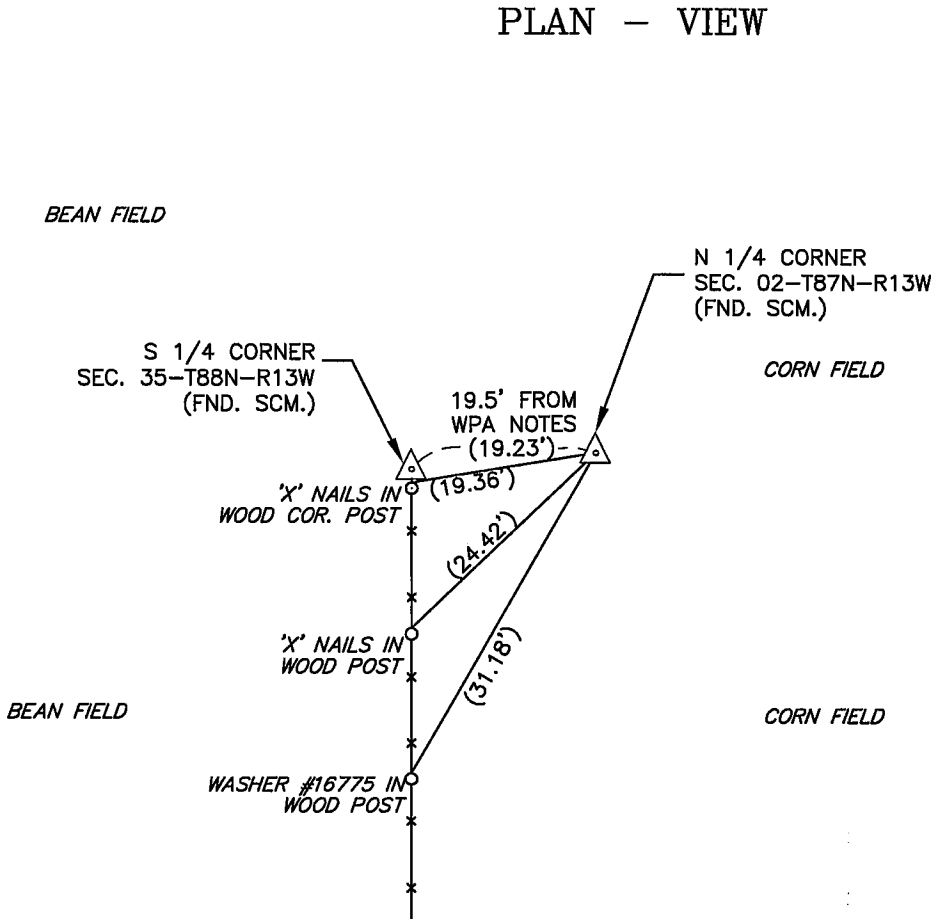 PLAN - VIEW
BEAN FIELD
N 1/4 CORNER
SEC. 02-T87N-R13W
(FND. SCM.)
S 1/4 CORNER
SEC. 35-T88N-R13W
(FND. SCM.)
CORN FIELD
19.5' FROM
WPA NOTES
(19.23')
(19.36')
'X' NAILS IN
WOOD COR. POST
(24.42')
'X' NAILS IN
WOOD POST
(31.18')
BEAN FIELD
CORN FIELD
WASHER #16775 IN
WOOD POST